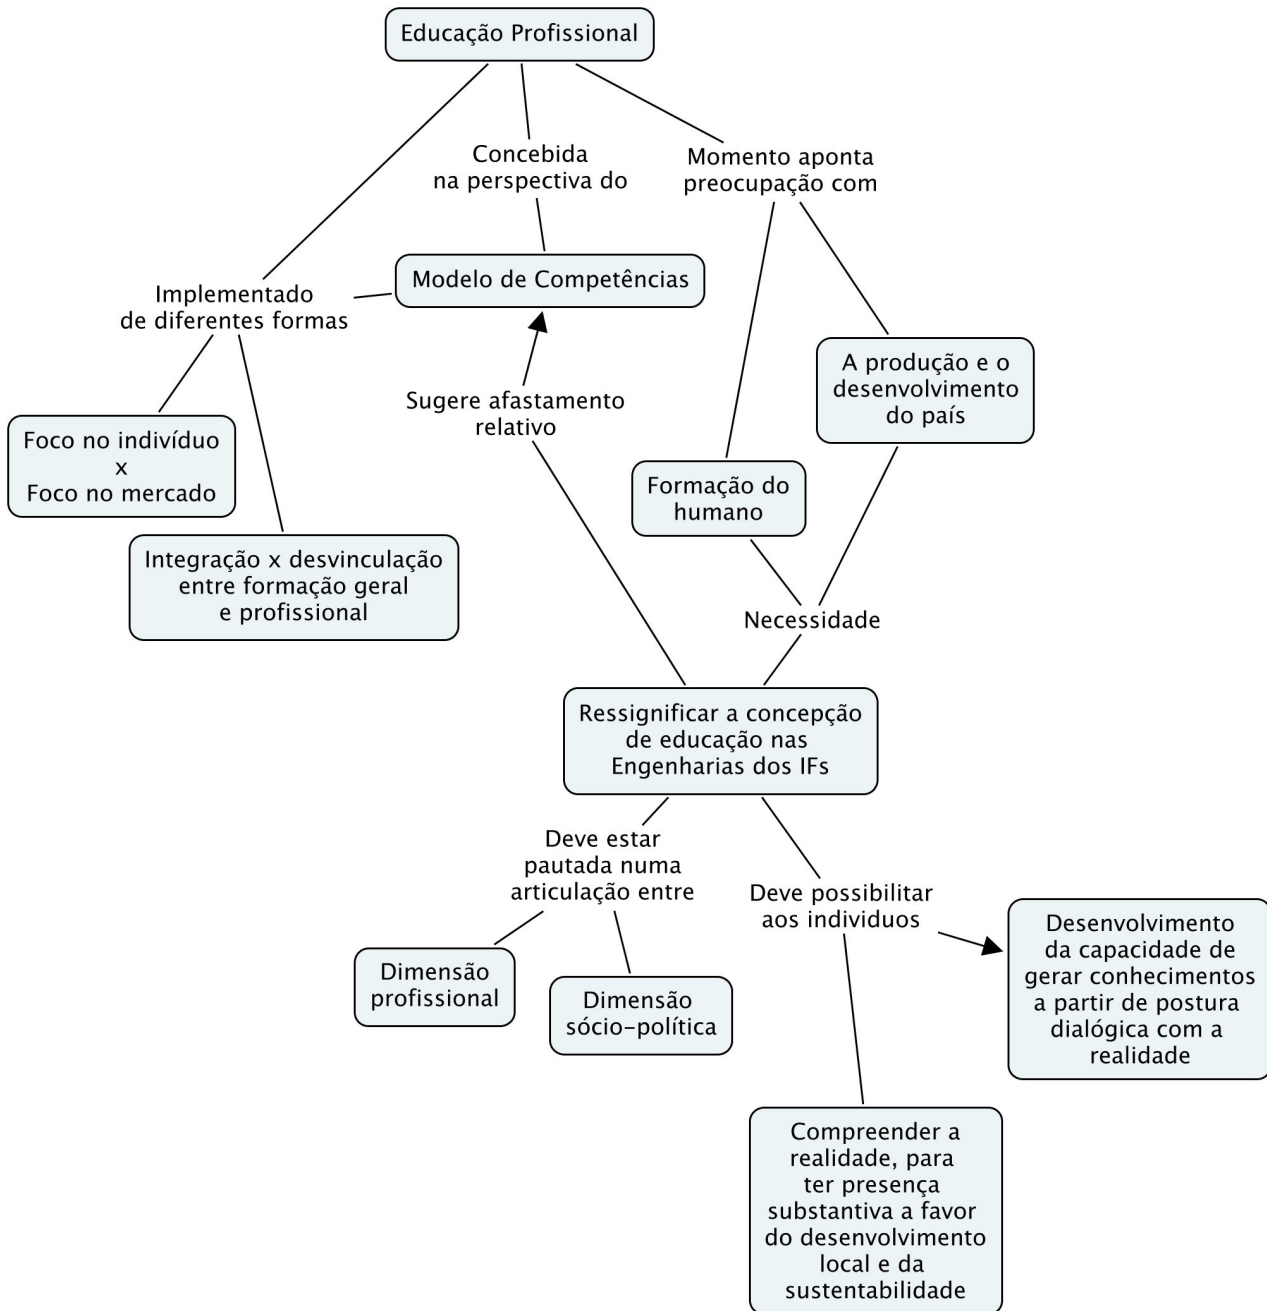 Educação Profissional
Concebida
na perspectiva do
Momento aponta
preocupação com
Modelo de Competências
Implementado
de diferentes formas
A produção e o
desenvolvimento
do país
Sugere afastamento
relativo
Foco no indivíduo
x
Foco no mercado
Formação do
humano
Integração x desvinculação
entre formação geral
e profissional
Necessidade
Ressignificar a concepção
de educação nas
Engenharias dos IFs
Deve estar
pautada numa
articulação entre
Deve possibilitar
aos individuos
Dimensão
profissional
Dimensão
sócio-política
Desenvolvimento
da capacidade de
gerar conhecimentos
a partir de postura
dialógica com a
realidade
Compreender a
realidade, para
ter presença
substantiva a favor
do desenvolvimento
local e da
sustentabilidade